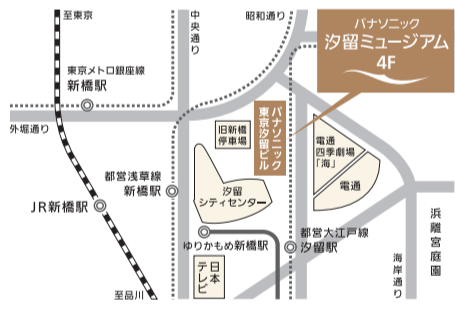 至東京
中央通り
昭和通り
パナソニック
汐留ミュージアム
4F
東京メトロ銀座線
新橋駅
外堀通り
旧新橋
停車場
パナソニック
東京汐留ビル
電通
四季劇場
「海」
電通
都営浅草線
新橋駅
汐留
シティセンター
JR新橋駅
ゆりかもめ新橋駅
都営大江戸線
汐留駅
浜離宮庭園
海岸通り
日本
テレビ
至品川